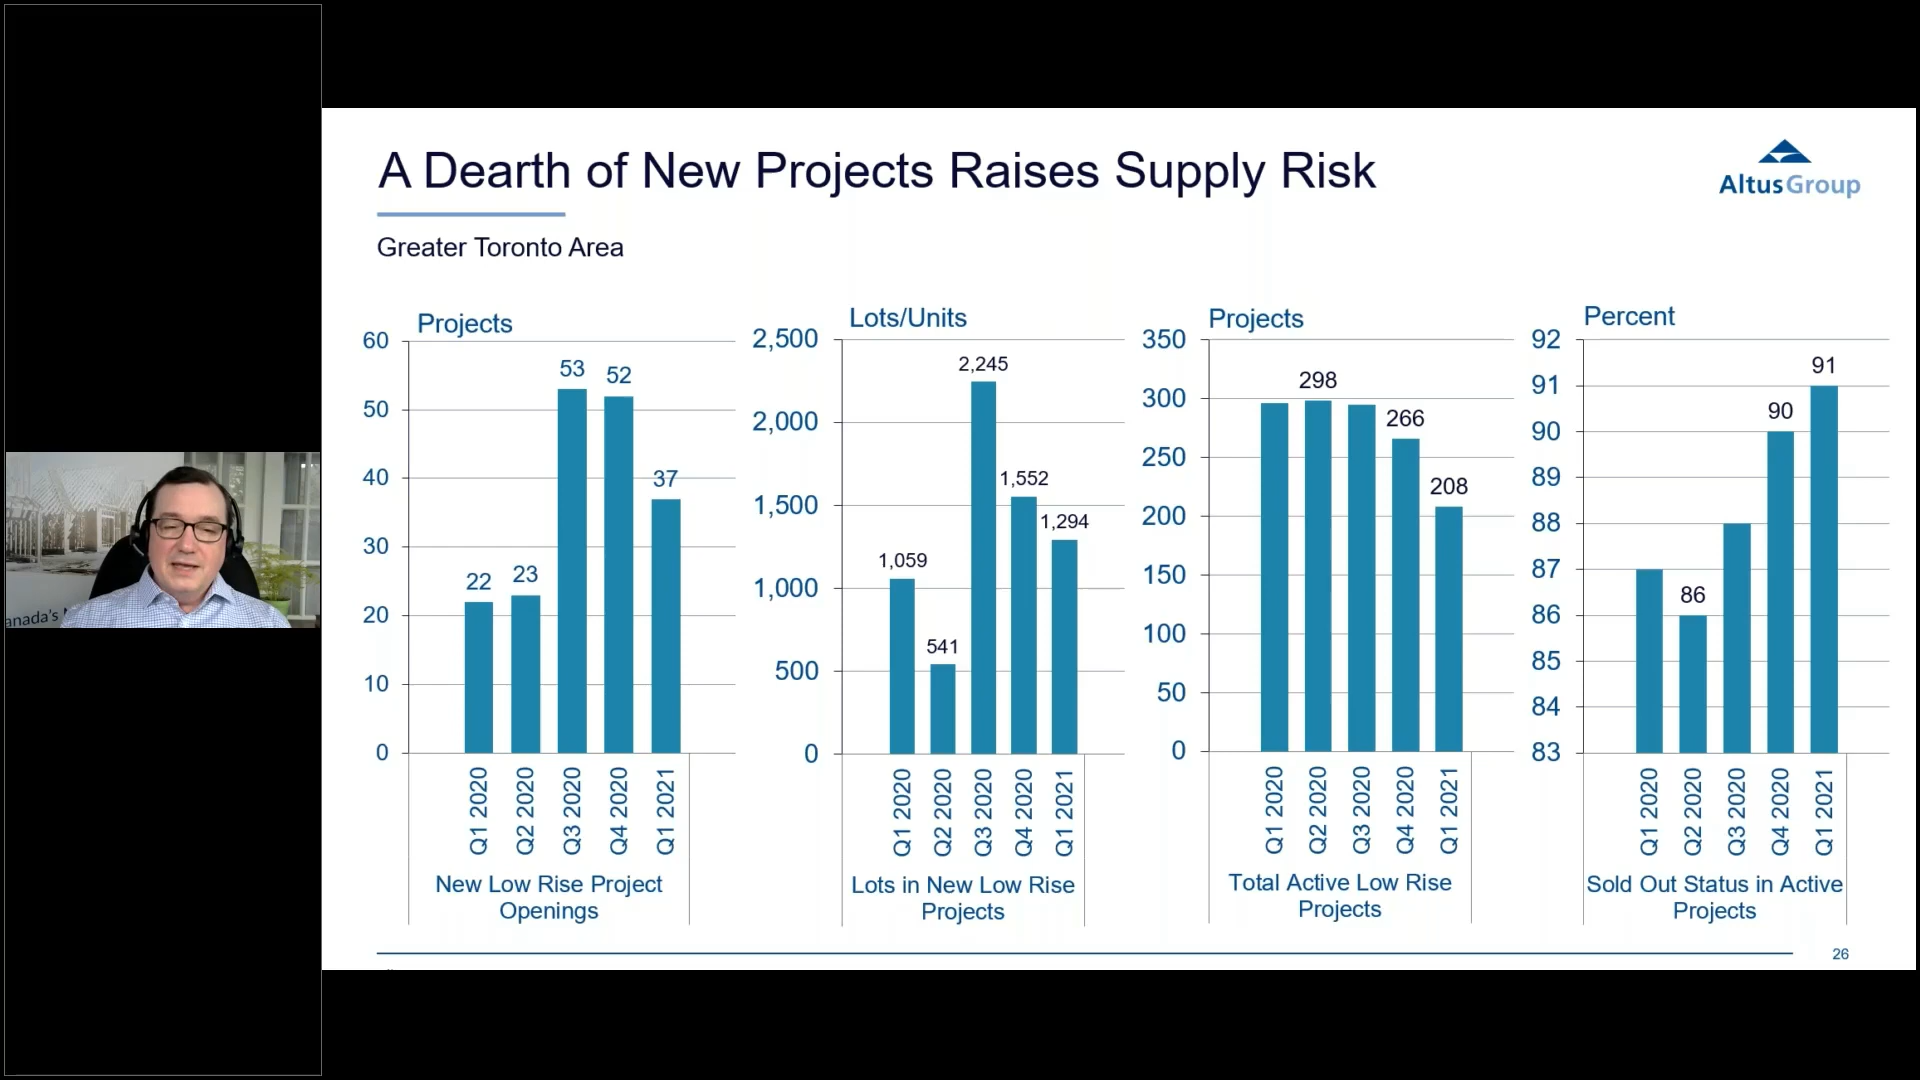 A Dearth of New Projects Raises Supply Risk
AltusGroup
Greater Toronto Area
Projects
60
50
40
30
20
10
0
22
23
53
52
37
Q1 2020
Q2 2020
Q3 2020
Q4 2020
Q1 2021
New Low Rise Project
Openings
Lots/Units
2,500
2,000
1,500
1,000
500
0
1,059
541
2,245
1,552
1,294
Q1 2020
Q2 2020
Q3 2020
Q4 2020
Q1 2021
Lots in New Low Rise
Projects
Projects
350
300
250
200
150
100
50
0
298
266
208
Q1 2020
Q2 2020
Q3 2020
Q4 2020
Q1 2021
Total Active Low Rise
Projects
Percent
92
91
90
89
88
87
86
85
84
83
86
90
91
Q1 2020
Q2 2020
Q3 2020
Q4 2020
Q1 2021
Sold Out Status in Active
Projects
26
anada's